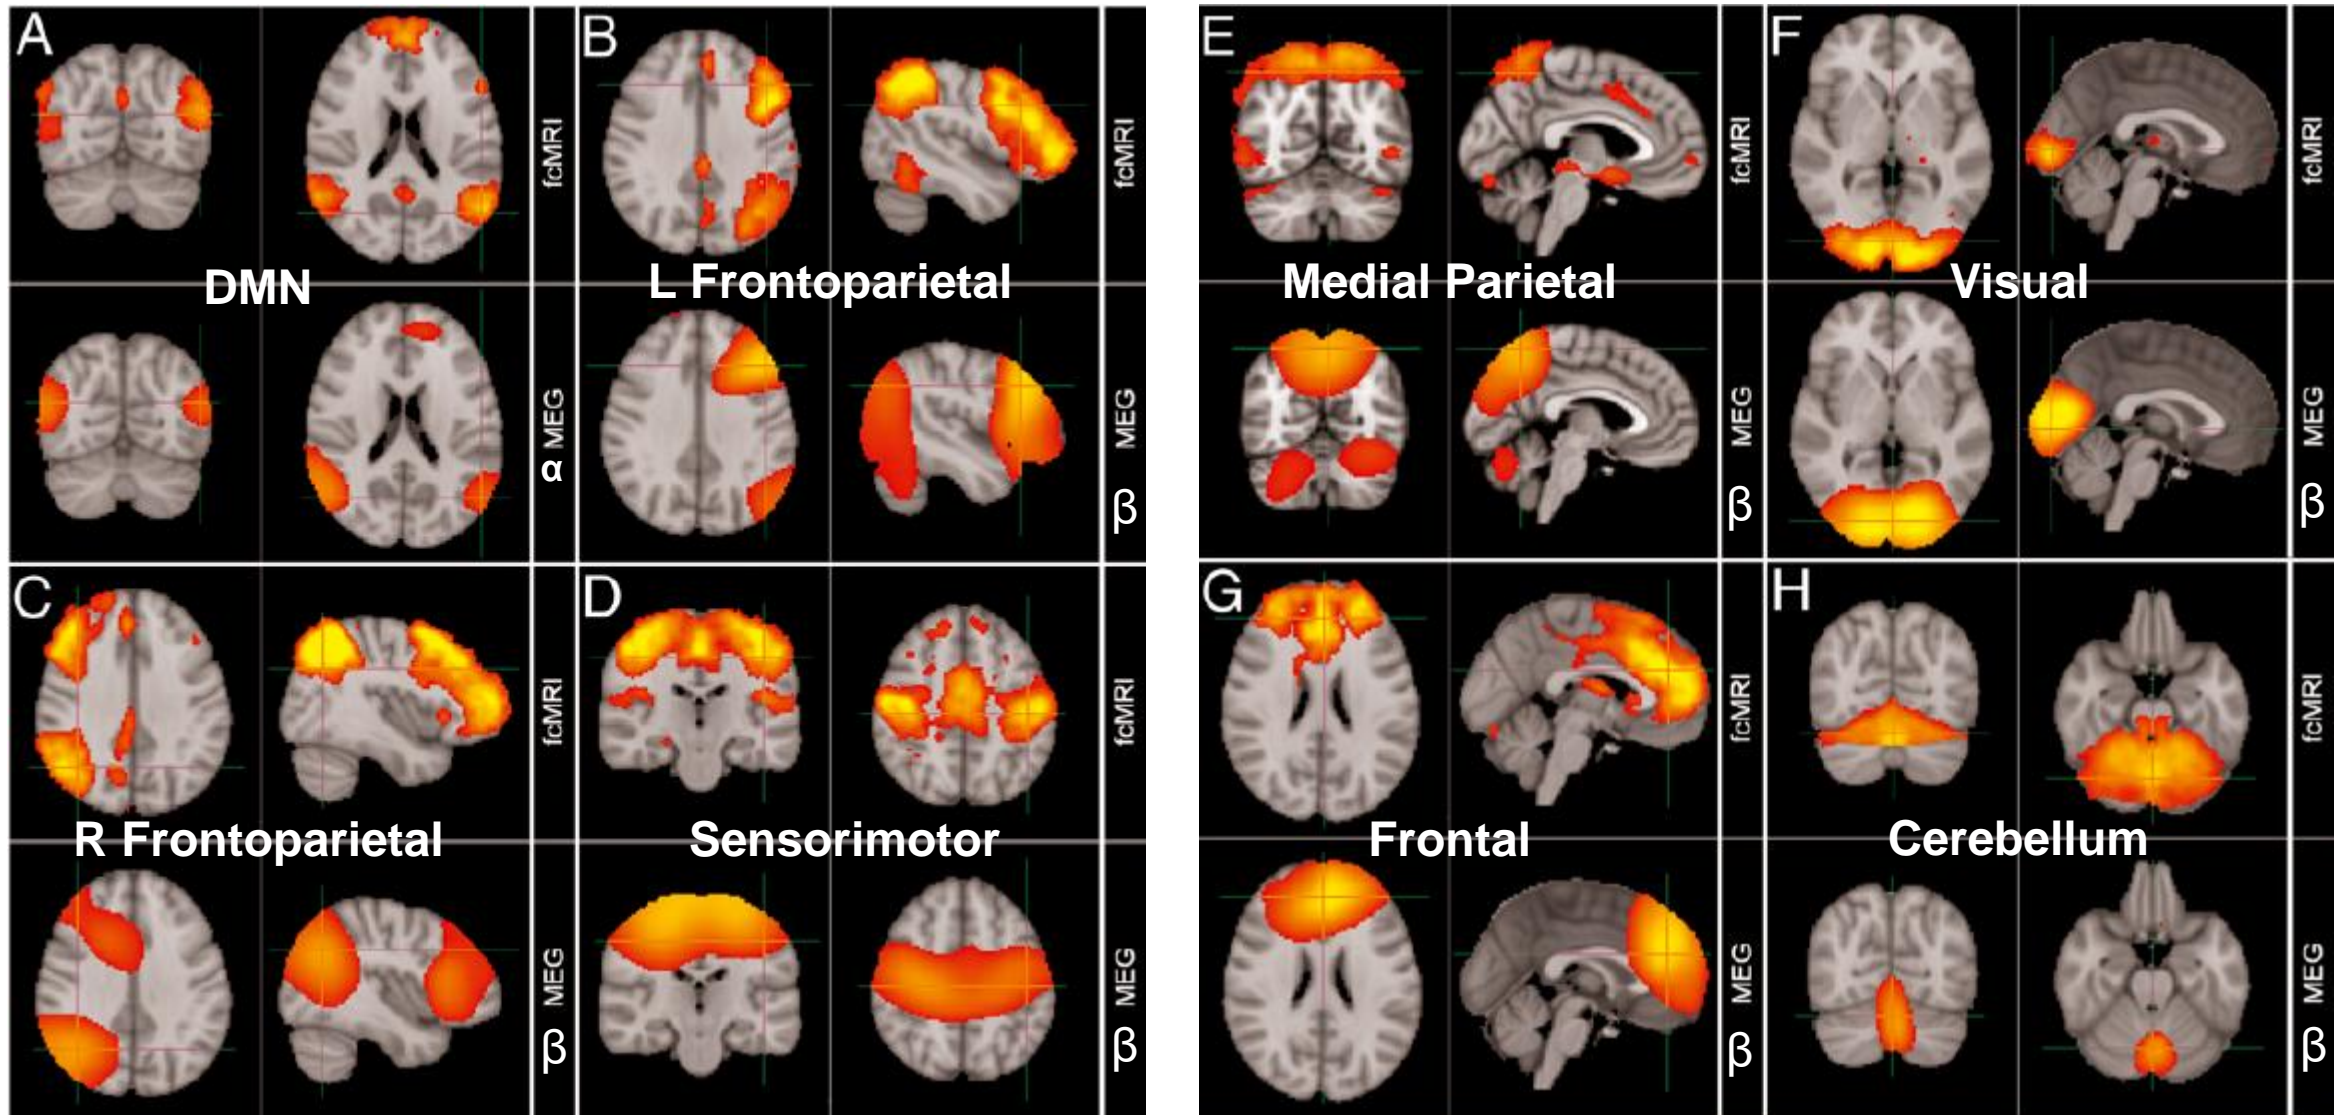 A
fcMRI
DMN
MEG
α
B
fcMRI
L Frontoparietal
MEG
β
C
fcMRI
R Frontoparietal
MEG
β
D
fcMRI
Sensorimotor
MEG
β
E
fcMRI
Medial Parietal
MEG
β
F
fcMRI
Visual
MEG
β
G
fcMRI
Frontal
MEG
β
H
fcMRI
Cerebellum
MEG
β